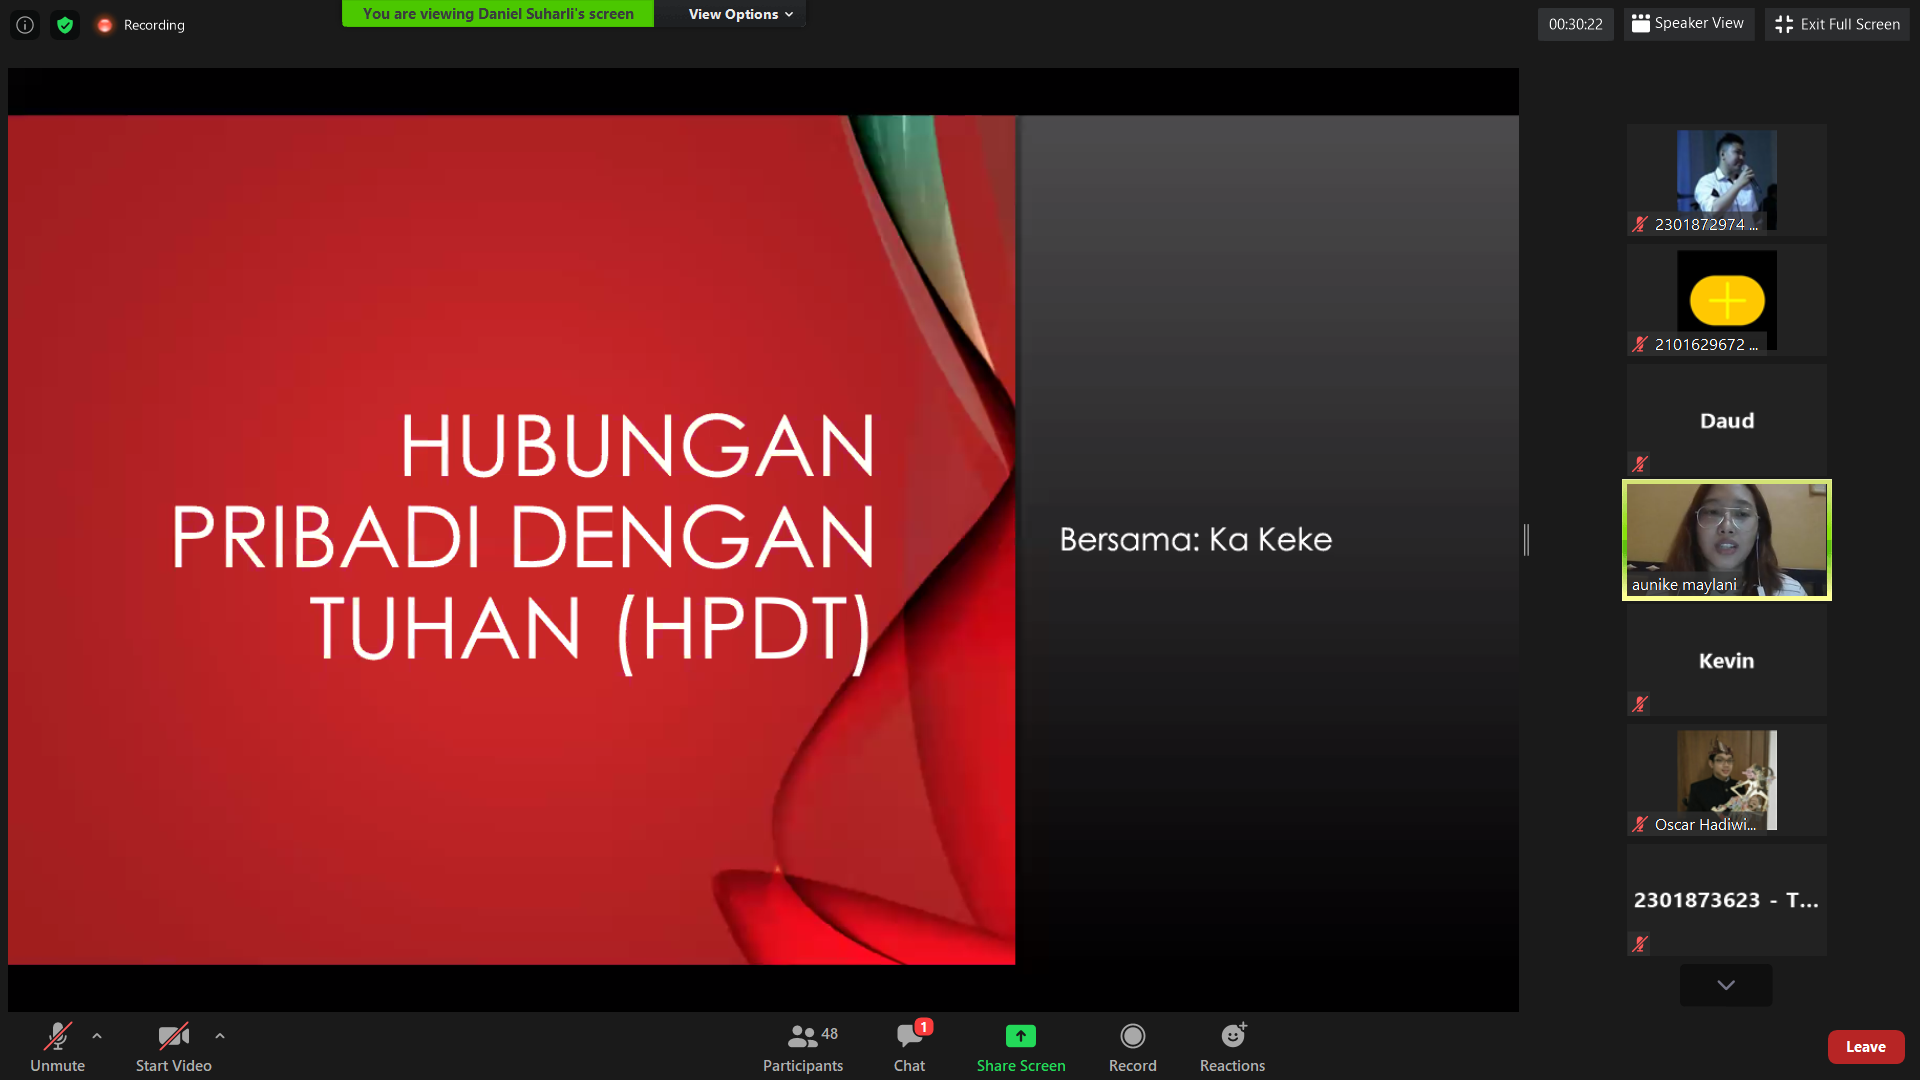 Recording
You are viewing Daniel Suharli's screen
View Options
00:30:22
Speaker View
Exit Full Screen
HUBUNGAN
PRIBADI DENGAN
TUHAN (HPDT)
Bersama: Ka Keke
2301872974 ...
2101629672 ...
Daud
aunike maylani
Kevin
Oscar Hadiwi...
2301873623 - T...
Unmute
Start Video
48
Participants
1
Chat
Share Screen
Record
Reactions
Leave